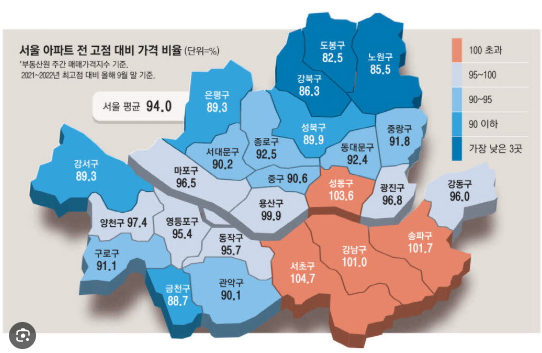 서울 아파트 전 고점 대비 가격 비율 (단위=%)
*부동산원 주간 매매가격지수 기준.
2021~2022년 최고점 대비 올해 9월 말 기준.
서울 평균 94.0
100 초과
95~100
90~95
90 이하
가장 낮은 3곳
도봉구
82.5
노원구
85.5
강북구
86.3
은평구
89.3
성북구
89.9
종로구
92.5
중랑구
91.8
동대문구
92.4
서대문구
90.2
강서구
89.3
마포구
96.5
중구 90.6
성동구
103.6
광진구
96.8
강동구
96.0
용산구
99.9
양천구 97.4
영등포구
95.4
동작구
95.7
구로구
91.1
금천구
88.7
관악구
90.1
서초구
104.7
강남구
101.0
송파구
101.7